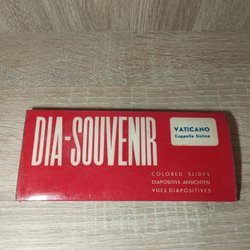 DIA-SOUVENIR
VATICANO
Cappella Sistina
COLORED SLIDES
DIAPOSITIVE ANSICHTEN
VUES DIAPOSITIVES